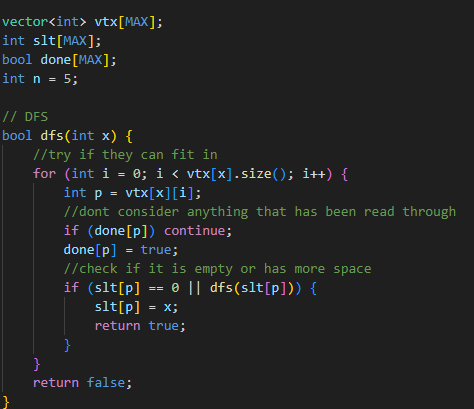 vector<int> vtx[MAX];
int slt[MAX];
bool done[MAX];
int n = 5;
// DFS
bool dfs(int x) {
//try if they can fit in
for (int i = 0; i < vtx[x].size(); i++) {
int p = vtx[x][i];
//dont consider anything that has been read through
if (done[p]) continue;
done[p] = true;
//check if it is empty or has more space
if (slt[p] == 0 || dfs(slt[p])) {
slt[p] = x;
return true;
}
}
return false;
}